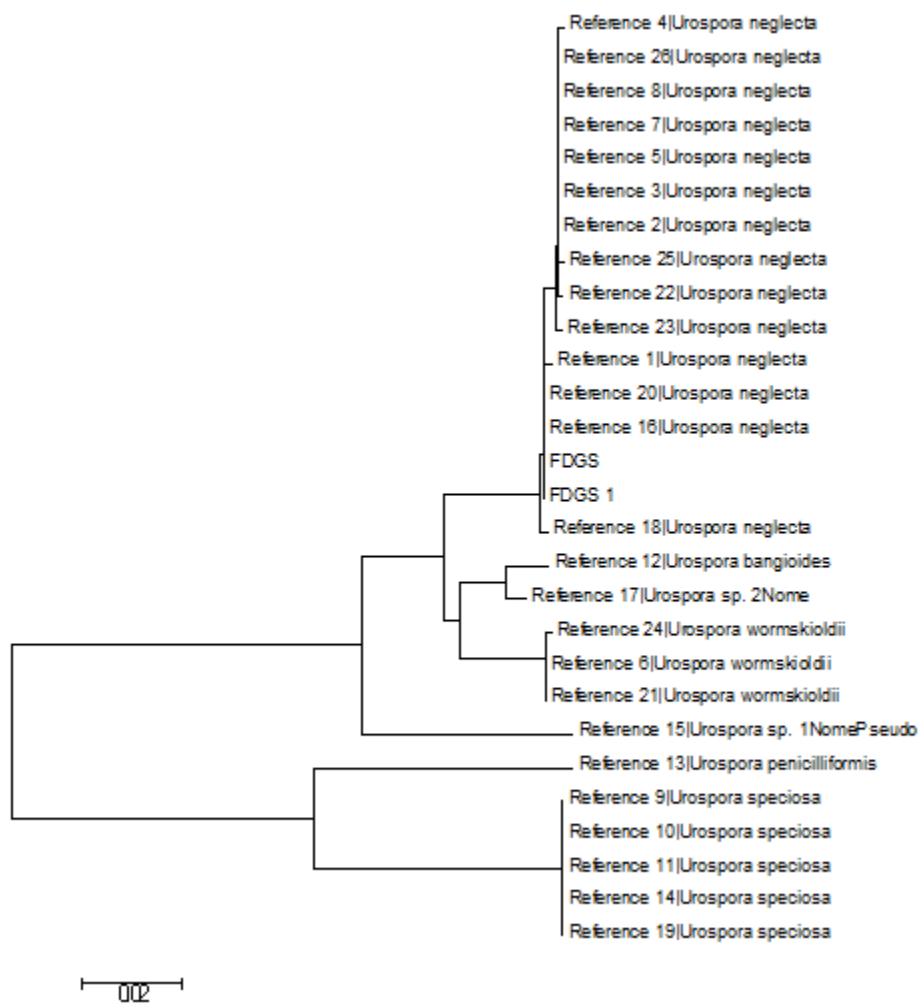 Reference 4|Urospora neglecta
Reference 26|Urospora neglecta
Reference 8|Urospora neglecta
Reference 7|Urospora neglecta
Reference 5|Urospora neglecta
Reference 3|Urospora neglecta
Reference 2|Urospora neglecta
Reference 25|Urospora neglecta
Reference 22|Urospora neglecta
Reference 23|Urospora neglecta
Reference 1|Urospora neglecta
Reference 20|Urospora neglecta
Reference 16|Urospora neglecta
FDGS
FDGS 1
Reference 18|Urospora neglecta
Reference 12|Urospora bangioides
Reference 17|Urospora sp. 2Nome
Reference 24|Urospora wormskioldii
Reference 6|Urospora wormskioldii
Reference 21|Urospora wormskioldii
Reference 15|Urospora sp. 1NomePseudo
Reference 13|Urospora penicilliformis
Reference 9|Urospora speciosa
Reference 10|Urospora speciosa
Reference 11|Urospora speciosa
Reference 14|Urospora speciosa
Reference 19|Urospora speciosa
0.02